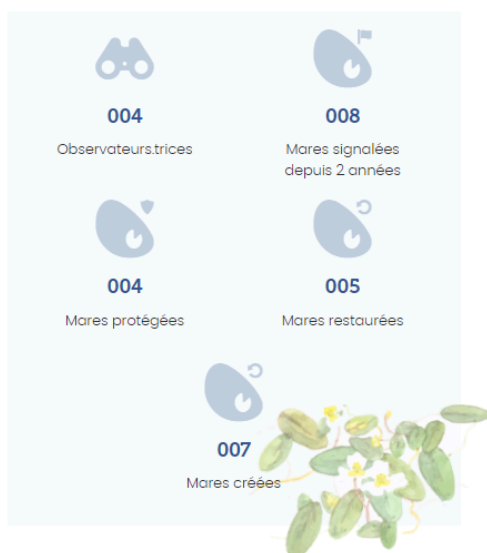 004
Observateurs.trices
008
Mares signalées
depuis 2 années
004
Mares protégées
005
Mares restaurées
007
Mares créées